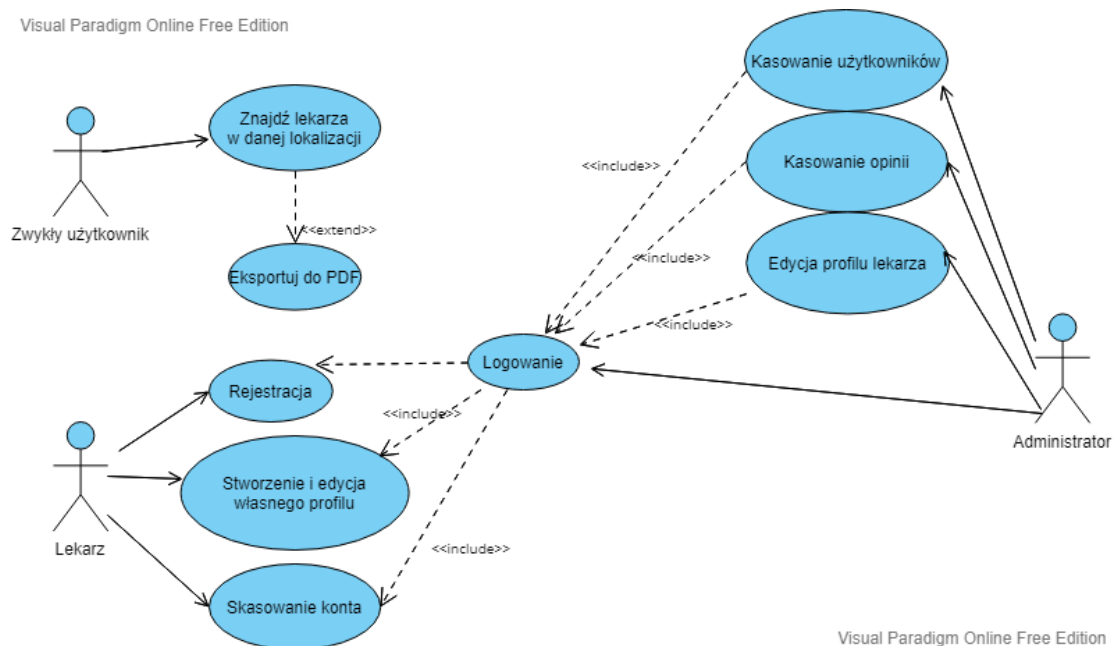 Visual Paradigm Online Free Edition
Kasowanie użytkowników
Znajdź lekarza
w danej lokalizacji
<<include>>
Kasowanie opinii
Zwykły użytkownik
<<extend>>
Eksportuj do PDF
<<include>>
Edycja profilu lekarza
<<include>>
Logowanie
Rejestracja
<<include>>
Administrator
Stworzenie i edycja
własnego profilu
Lekarz
<<include>>
Skasowanie konta
Visual Paradigm Online Free Edition